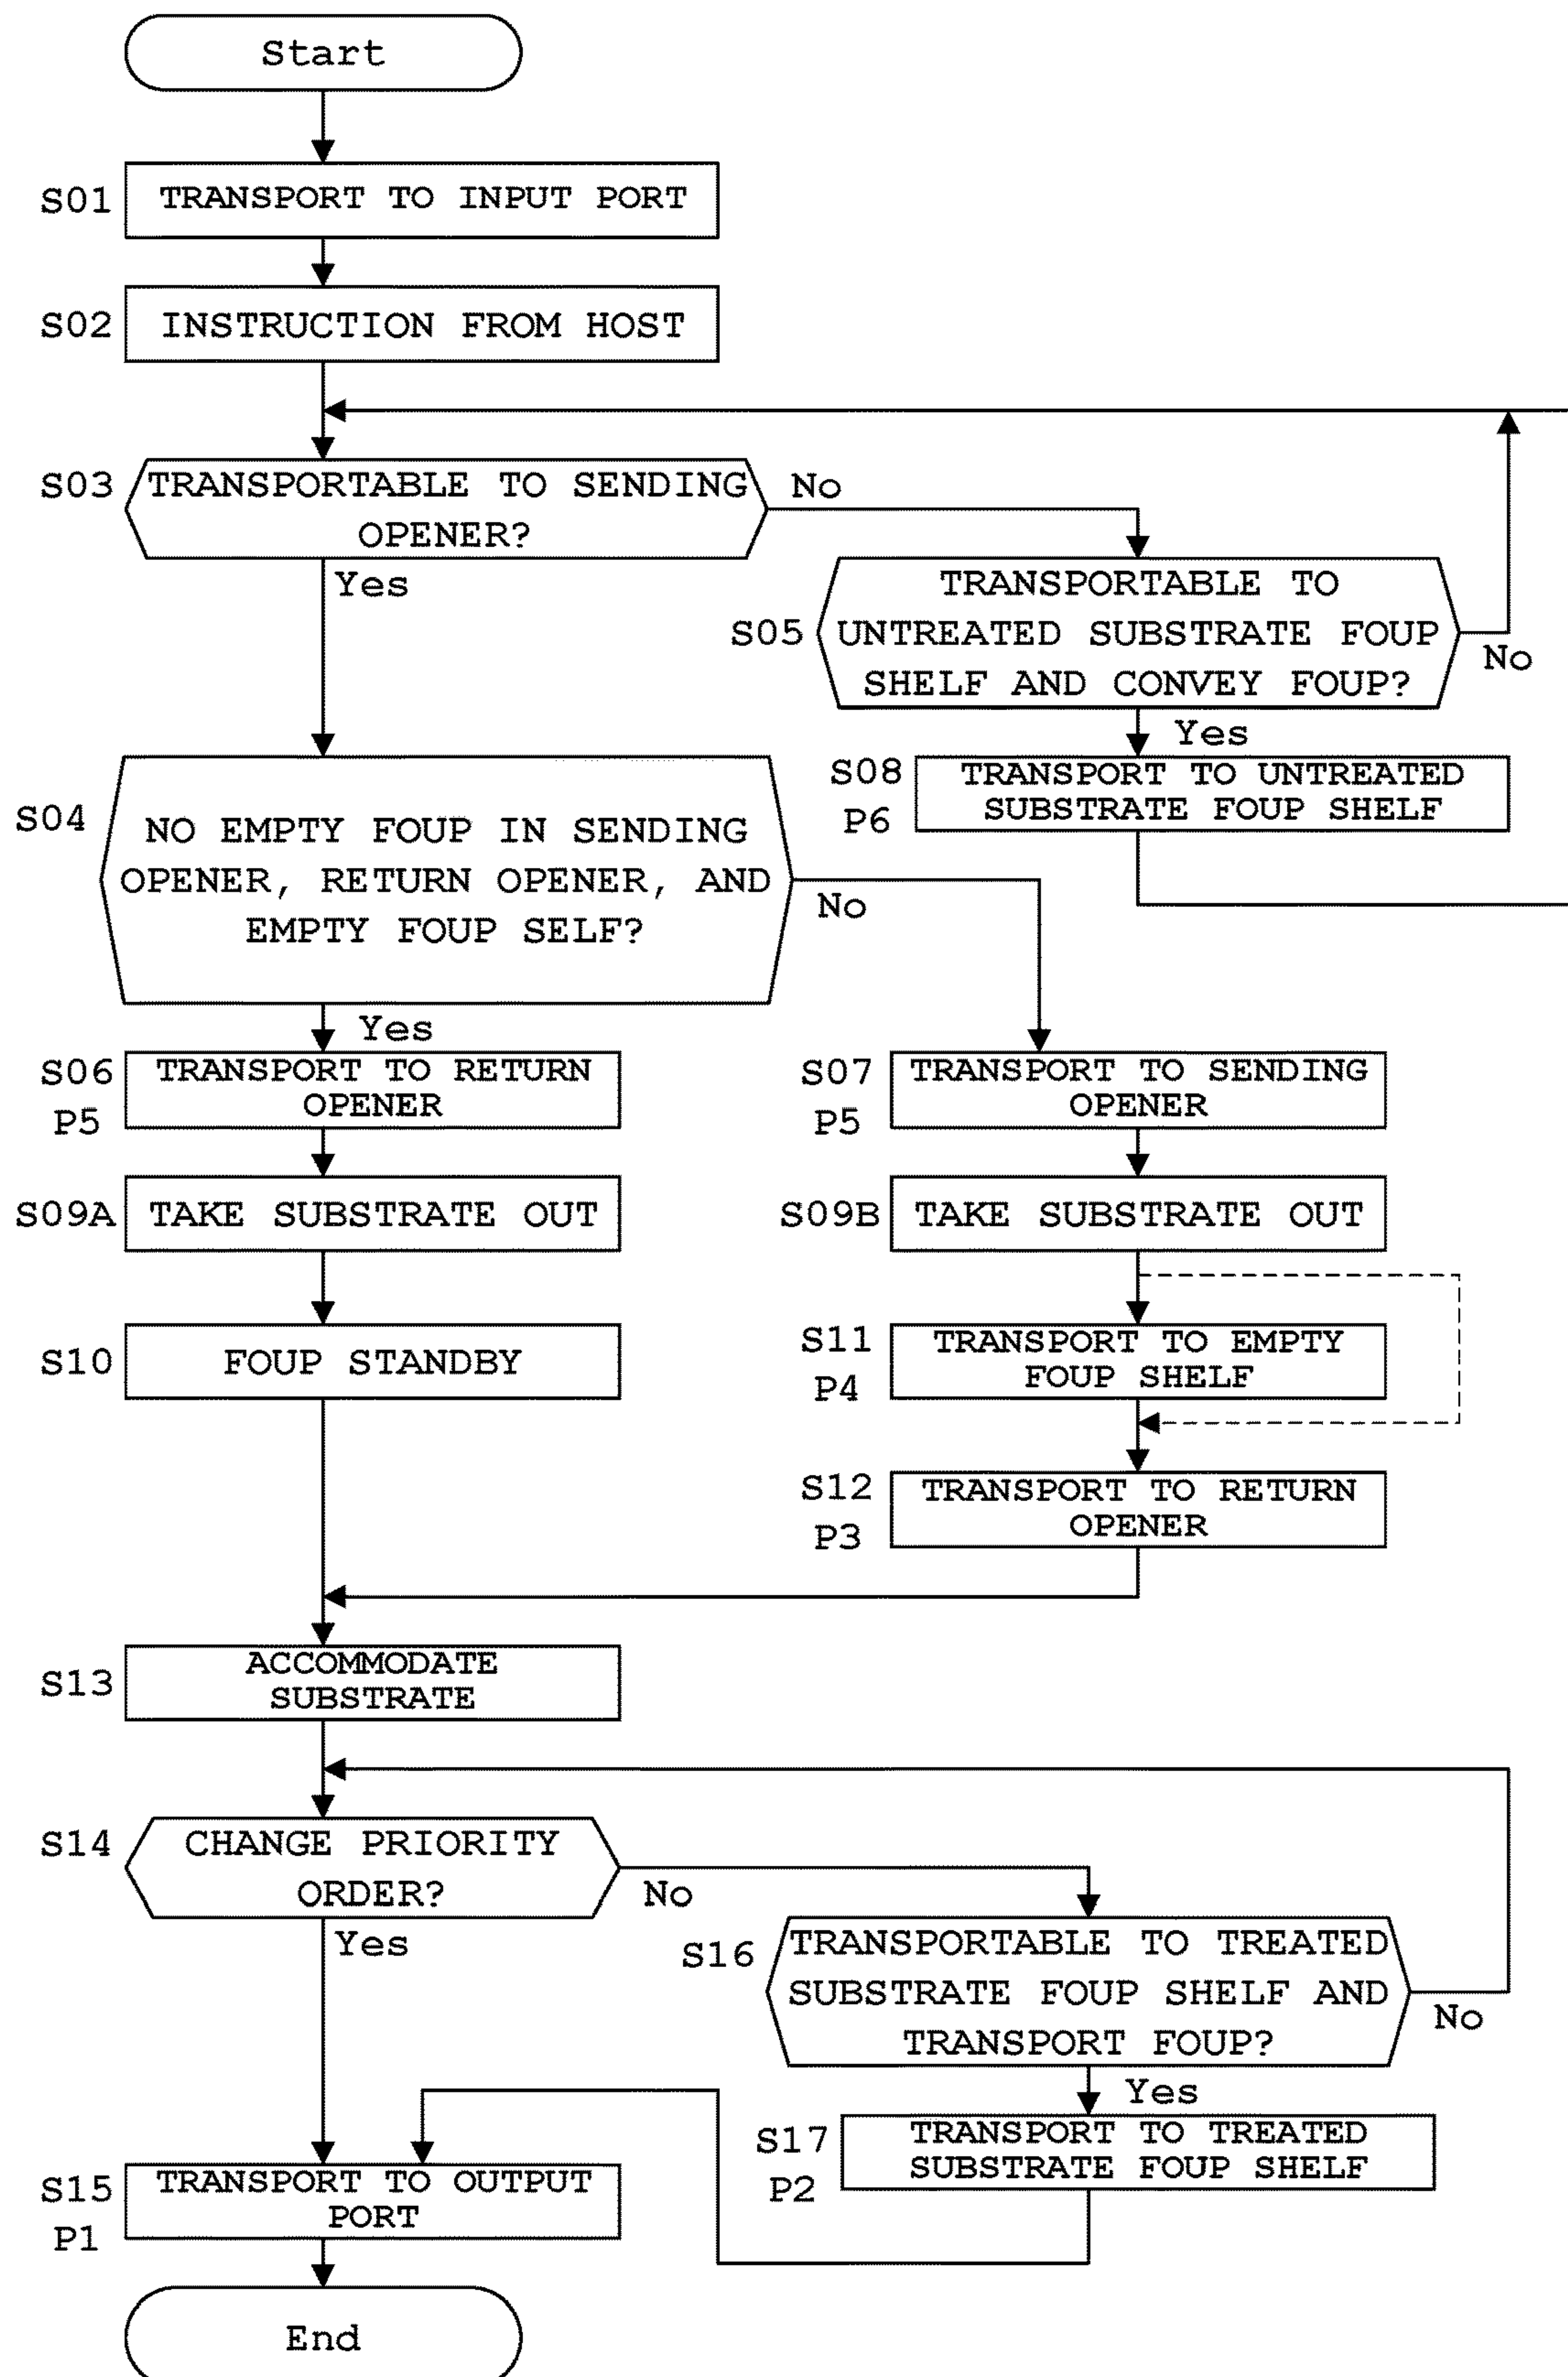 Start
S01
TRANSPORT TO INPUT PORT
S02
INSTRUCTION FROM HOST
S03
TRANSPORTABLE TO SENDING
OPENER?
No
Yes
S05
TRANSPORTABLE TO
UNTREATED SUBSTRATE FOUP
SHELF AND CONVEY FOUP?
No
Yes
S08
P6
TRANSPORT TO UNTREATED
SUBSTRATE FOUP SHELF
S04
NO EMPTY FOUP IN SENDING
OPENER, RETURN OPENER, AND
EMPTY FOUP SELF?
No
Yes
S06
P5
TRANSPORT TO RETURN
OPENER
S07
P5
TRANSPORT TO SENDING
OPENER
S09A
TAKE SUBSTRATE OUT
S09B
TAKE SUBSTRATE OUT
S10
FOUP STANDBY
S11
P4
TRANSPORT TO EMPTY
FOUP SHELF
S12
P3
TRANSPORT TO RETURN
OPENER
S13
ACCOMMODATE
SUBSTRATE
S14
CHANGE PRIORITY
ORDER?
No
Yes
S16
TRANSPORTABLE TO TREATED
SUBSTRATE FOUP SHELF AND
TRANSPORT FOUP?
No
Yes
S17
P2
TRANSPORT TO TREATED
SUBSTRATE FOUP SHELF
S15
P1
TRANSPORT TO OUTPUT
PORT
End